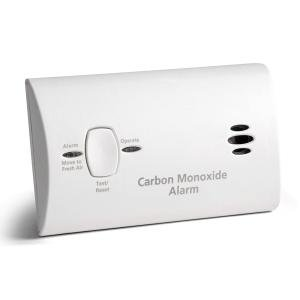 Alarm
Operate
Move to
Fresh Air
Test/
Reset
Carbon Monoxide
Alarm